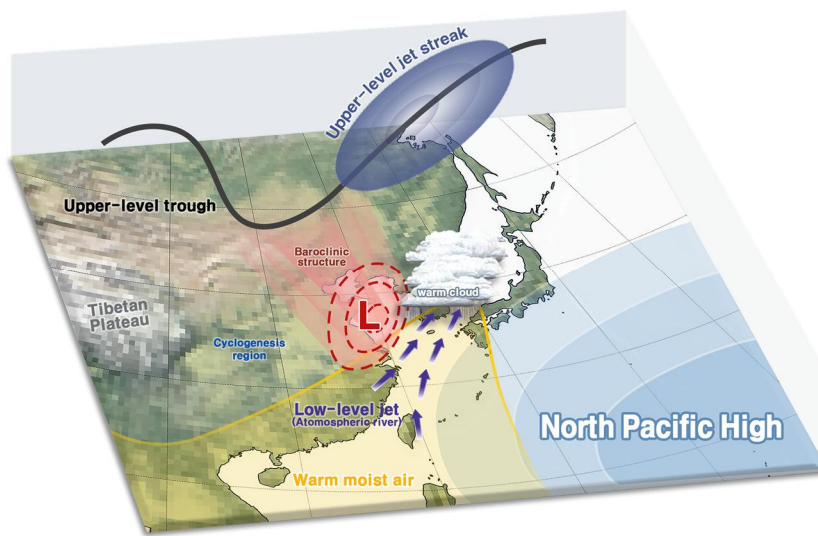 Upper-level jet streak
Upper-level trough
Baroclinic
structure
warm cloud
L
Tibetan
Plateau
Cyclogenesis
region
Low-level jet
(Atomospheric river)
North Pacific High
Warm moist air